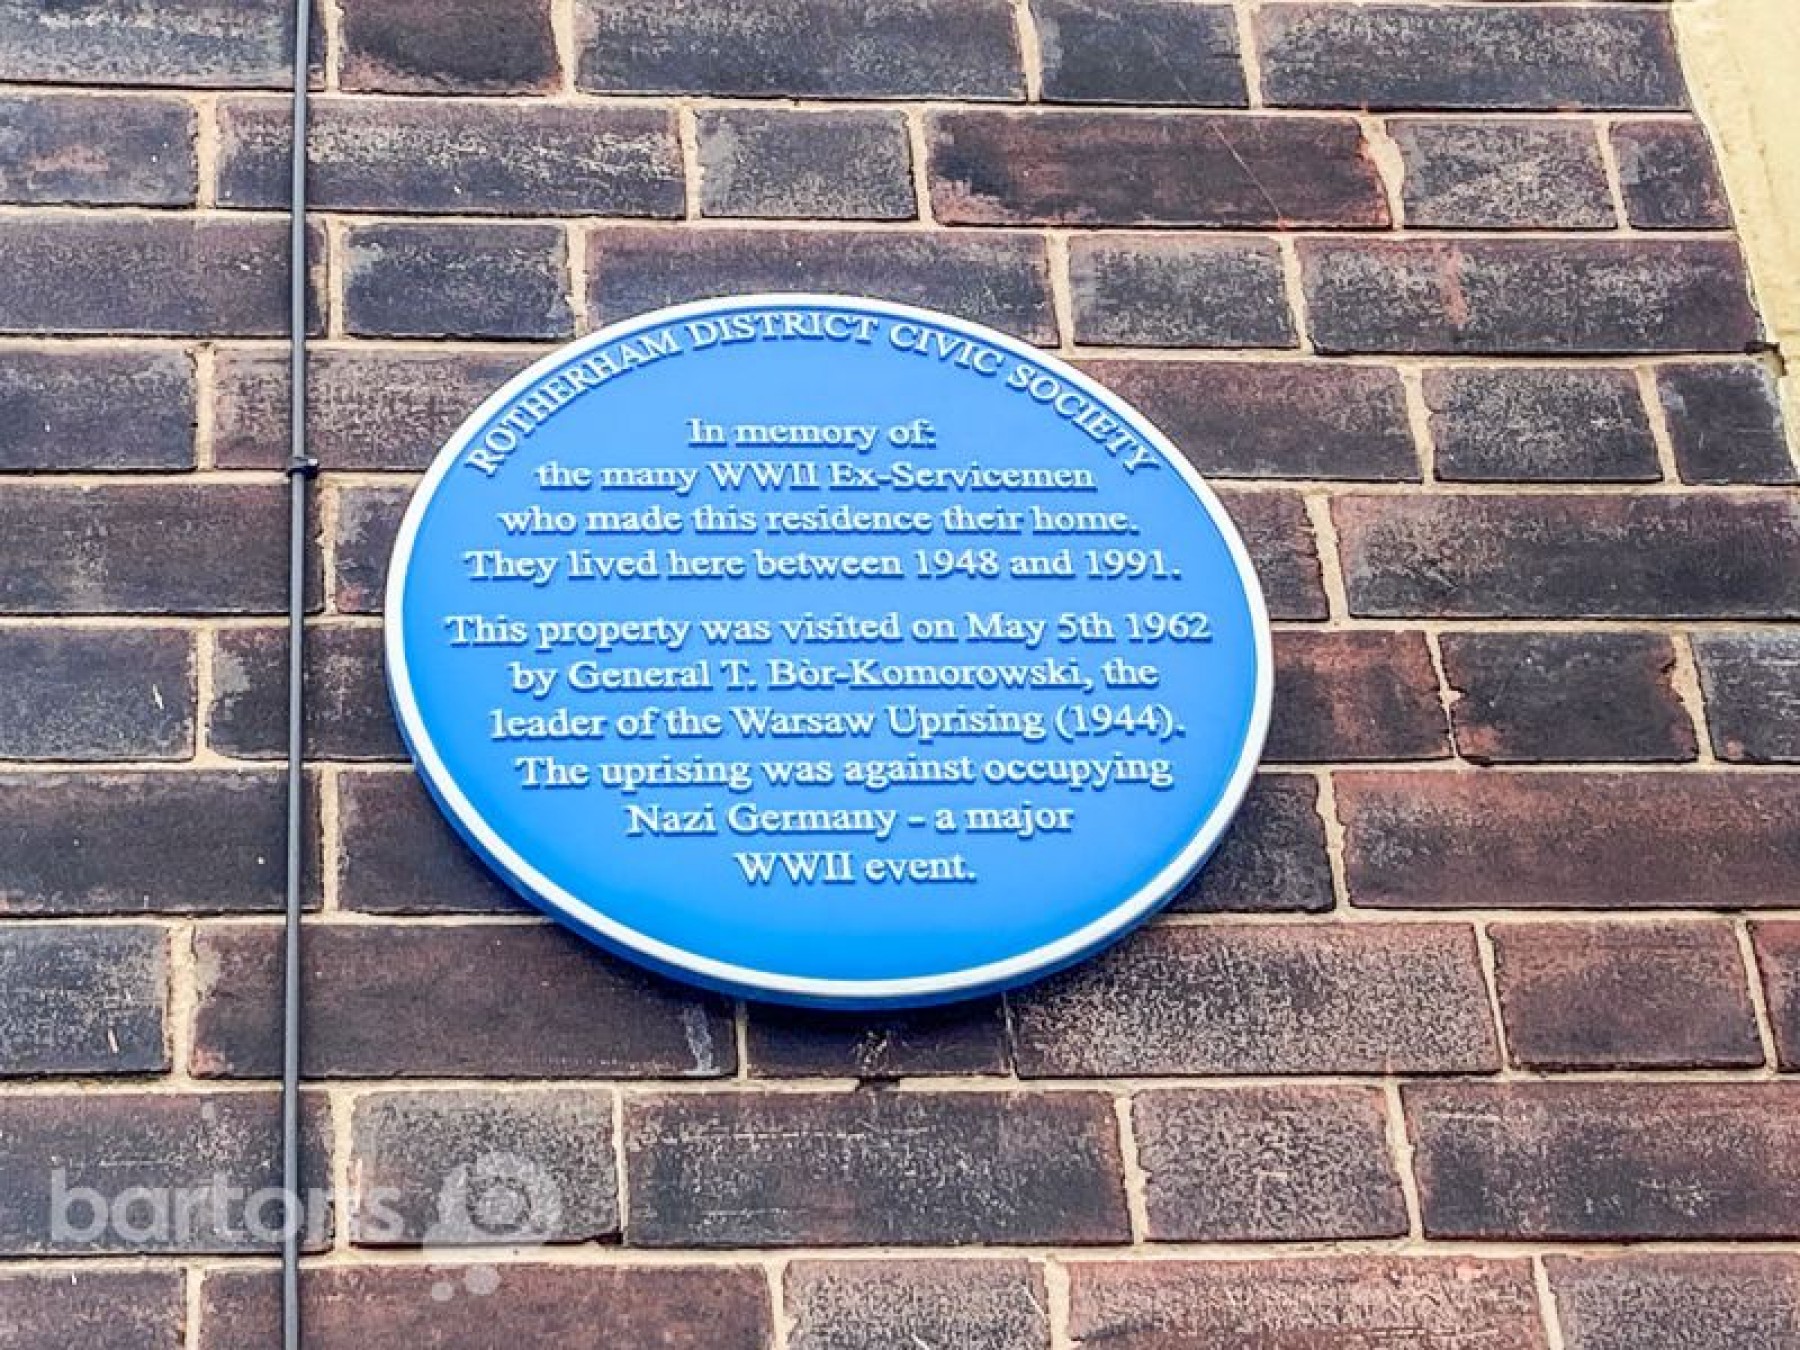 ROTHERHAM DISTRICT CIVIC SOCIETY
In memory of:
the many WWII Ex-Servicemen
who made this residence their home.
They lived here between 1948 and 1991.
This property was visited on May 5th 1962
by General T. Bòr-Komorowski, the
leader of the Warsaw Uprising (1944).
The uprising was against occupying
Nazi Germany - a major
WWII event.
bartons